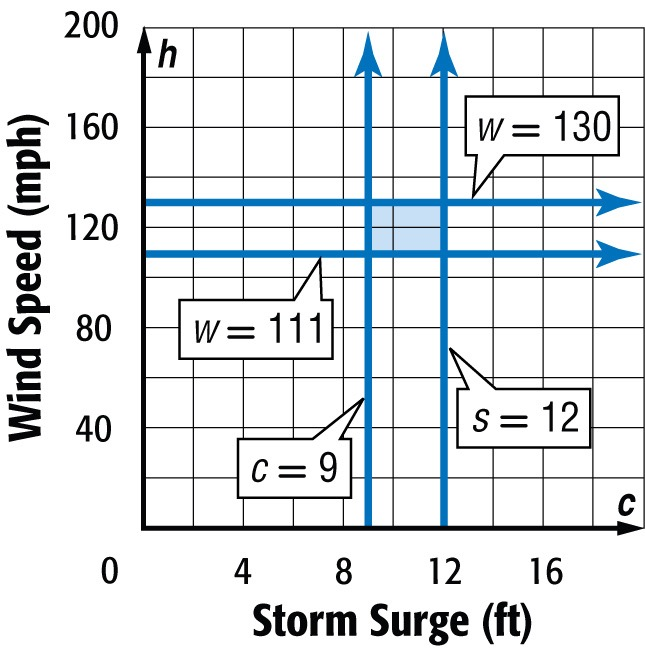 200
h
w = 130
160
120
w = 111
80
s = 12
40
c = 9
c
0 4 8 12 16
Wind Speed (mph)
Storm Surge (ft)